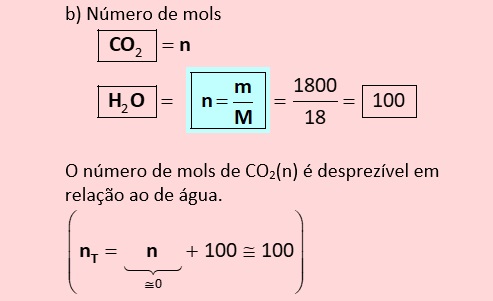 b) Número de mols
CO₂ = n
H₂O = n = m/M = 1800/18 = 100
O número de mols de CO₂(n) é desprezível em
relação ao de água.
(n_T = n + 100 ≅ 100)
≅0